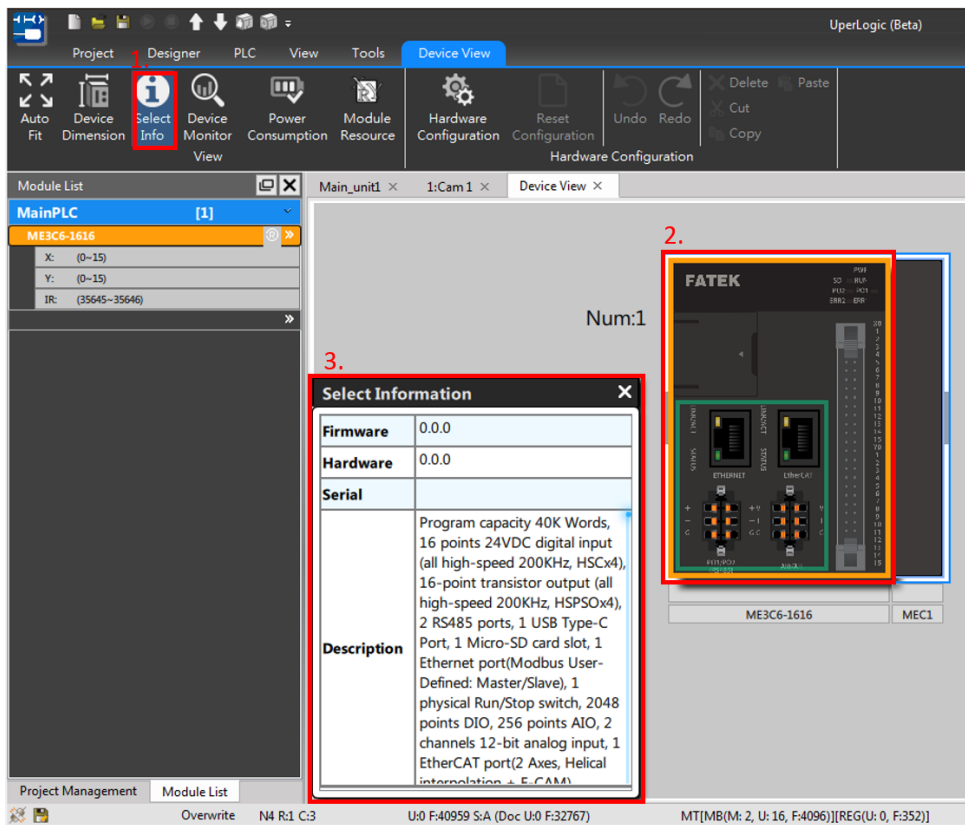 UperLogic (Beta)
Project Designer PLC View Tools Device View
1.
Auto Fit
Device Dimension
Select Info
Device Monitor
Power Consumption
Module Resource
Hardware Configuration
Reset Configuration
Undo Redo
Delete Paste
Cut
Copy
View
Hardware Configuration
Module List
MainPLC [1]
ME3C6-1616
X: (0~15)
Y: (0~15)
IR: (35645~35646)
Main_unit1 1:Cam 1 Device View
2.
Num:1
FATEK
ETHERNET EtherCAT
ME3C6-1616 MEC1
3.
Select Information
Firmware 0.0.0
Hardware 0.0.0
Serial
Description
Program capacity 40K Words,
16 points 24VDC digital input
(all high-speed 200KHz, HSCx4),
16-point transistor output (all
high-speed 200KHz, HSPSOx4),
2 RS485 ports, 1 USB Type-C
Port, 1 Micro-SD card slot, 1
Ethernet port(Modbus User-
Defined: Master/Slave), 1
physical Run/Stop switch, 2048
points DIO, 256 points AIO, 2
channels 12-bit analog input, 1
EtherCAT port(2 Axes, Helical
interpolation + E-CAM)
Project Management Module List
Overwrite N4 R:1 C:3 U:0 F:40959 S:A (Doc U:0 F:32767) MT[MB(M: 2, U: 16, F:4096)][REG(U: 0, F:352)]